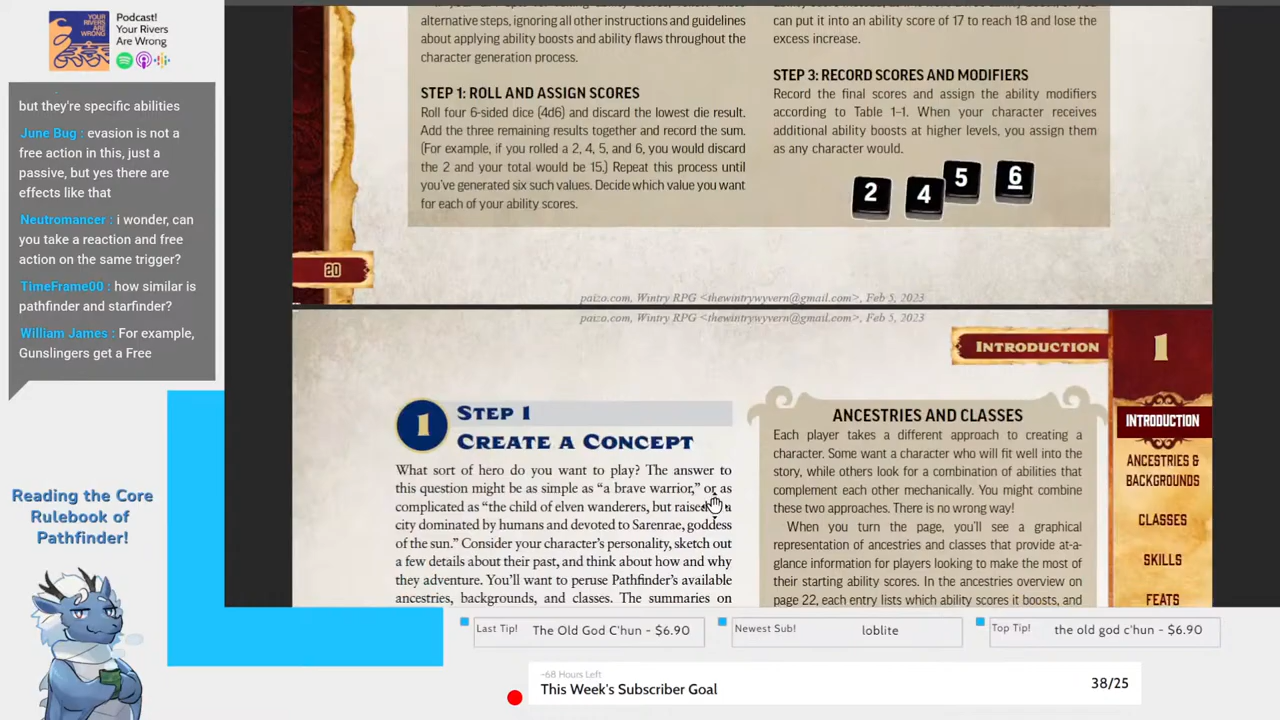 YOUR
RIVERS
ARE
WRONG
Podcast!
Your Rivers
Are Wrong
but they're specific abilities
June Bug : evasion is not a
free action in this, just a
passive, but yes there are
effects like that
Neutromancer : i wonder, can
you take a reaction and free
action on the same trigger?
TimeFrame00 : how similar is
pathfinder and starfinder?
William James : For example,
Gunslingers get a Free
Reading the Core
Rulebook of
Pathfinder!
alternative steps, ignoring all other instructions and guidelines
about applying ability boosts and ability flaws throughout the
character generation process.
STEP 1: ROLL AND ASSIGN SCORES
Roll four 6-sided dice (4d6) and discard the lowest die result.
Add the three remaining results together and record the sum.
(For example, if you rolled a 2, 4, 5, and 6, you would discard
the 2 and your total would be 15.) Repeat this process until
you've generated six such values. Decide which value you want
for each of your ability scores.
can put it into an ability score of 17 to reach 18 and lose the
excess increase.
STEP 3: RECORD SCORES AND MODIFIERS
Record the final scores and assign the ability modifiers
according to Table 1–1. When your character receives
additional ability boosts at higher levels, you assign them
as any character would.
2 4 5 6
20
paizo.com, Wintry RPG <thewintrywyvern@gmail.com>, Feb 5, 2023
paizo.com, Wintry RPG <thewintrywyvern@gmail.com>, Feb 5, 2023
INTRODUCTION
1
1
STEP 1
CREATE A CONCEPT
What sort of hero do you want to play? The answer to
this question might be as simple as “a brave warrior,” or as
complicated as “the child of elven wanderers, but raised
city dominated by humans and devoted to Sarenrae, goddess
of the sun.” Consider your character's personality, sketch out
a few details about their past, and think about how and why
they adventure. You'll want to peruse Pathfinder's available
ancestries, backgrounds, and classes. The summaries on
ANCESTRIES AND CLASSES
Each player takes a different approach to creating a
character. Some want a character who will fit well into the
story, while others look for a combination of abilities that
complement each other mechanically. You might combine
these two approaches. There is no wrong way!
When you turn the page, you'll see a graphical
representation of ancestries and classes that provide at-a-
glance information for players looking to make the most of
their starting ability scores. In the ancestries overview on
page 22, each entry lists which ability scores it boosts, and
INTRODUCTION
ANCESTRIES &
BACKGROUNDS
CLASSES
SKILLS
FEATS
Last Tip! The Old God C'hun - $6.90
Newest Sub! loblite
Top Tip! the old god c'hun - $6.90
~68 Hours Left
This Week's Subscriber Goal
38/25